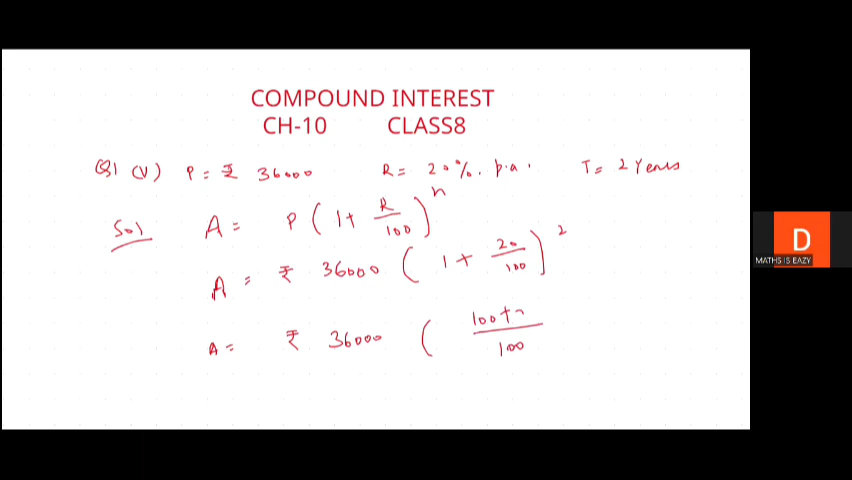 COMPOUND INTEREST
CH-10 CLASS8
Q1 (V) P = ₹ 36000 R = 20%. p.a. T = 2 Years
Sol A = P ( 1 + R/100 )^n
A = ₹ 36000 ( 1 + 20/100 )^2
A = ₹ 36000 ( 100+2/100
D
MATHS IS EAZY